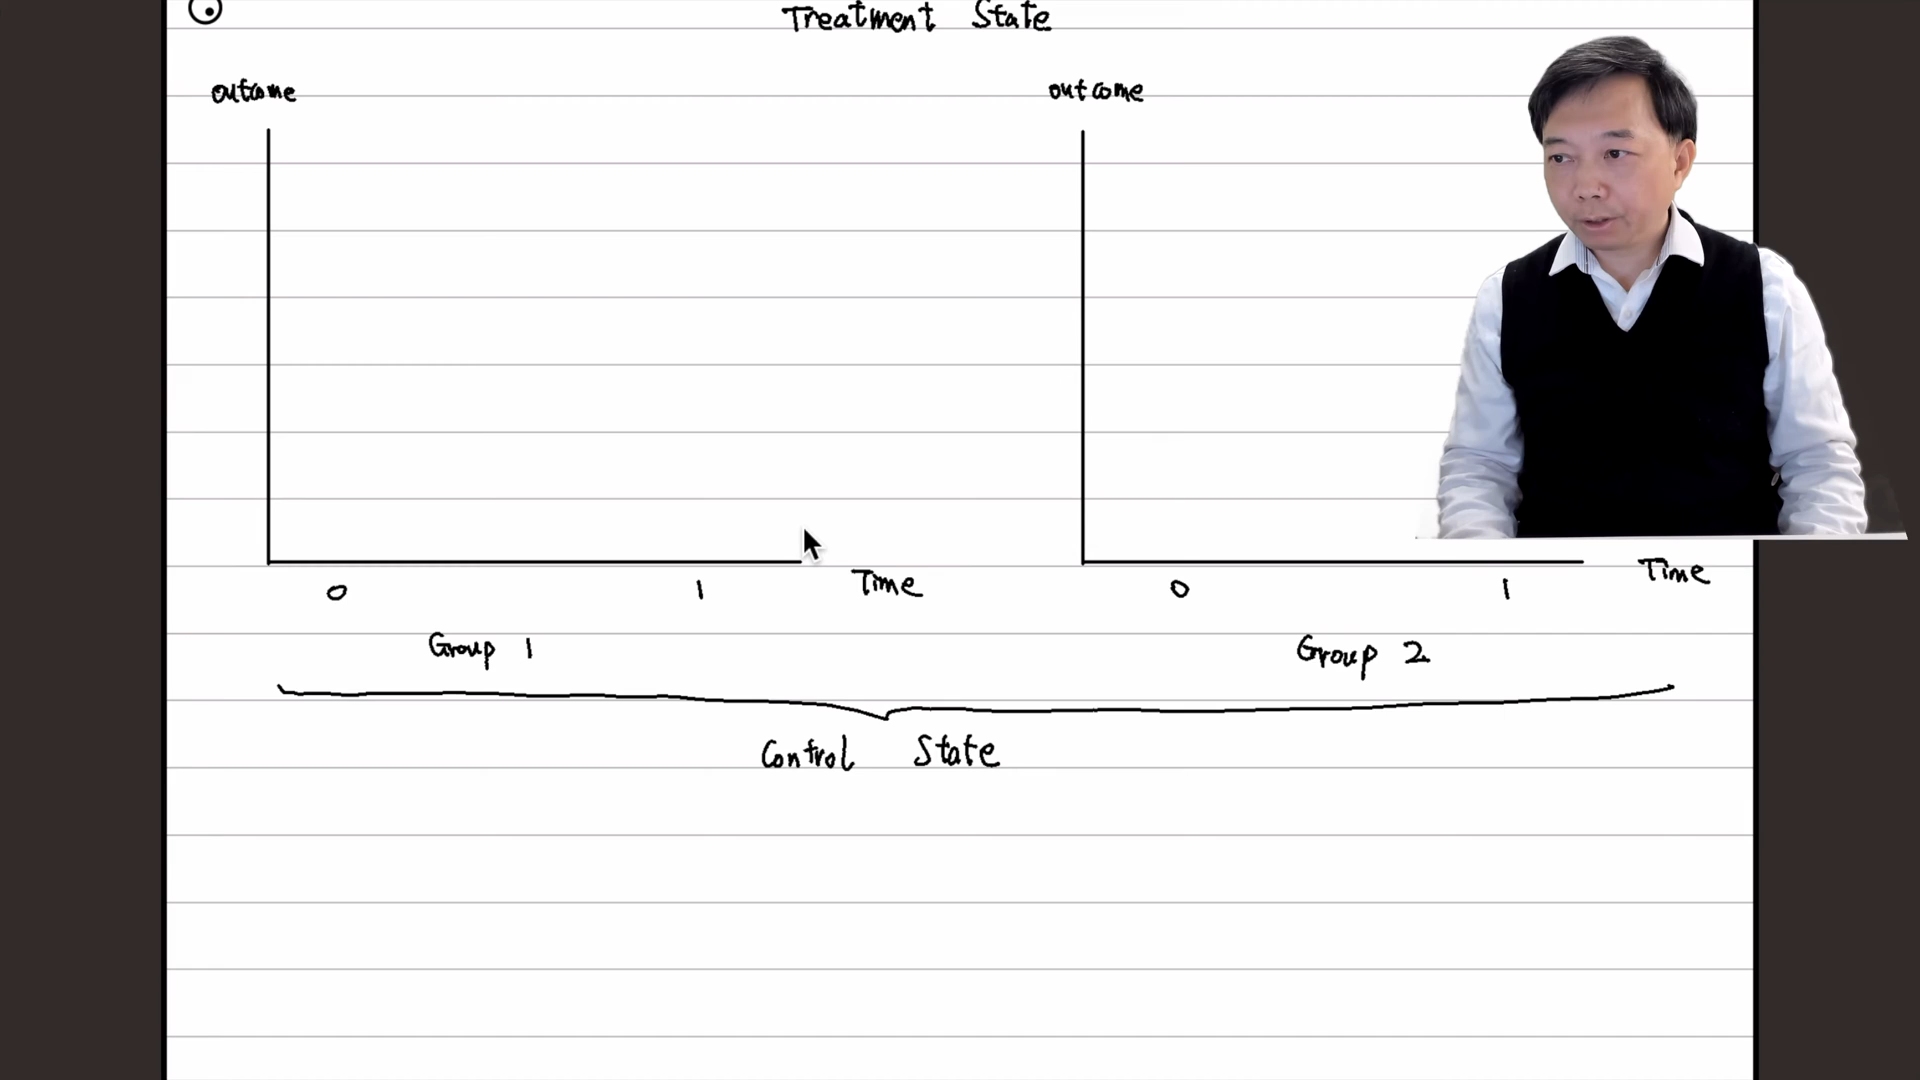 Treatment State
outcome outcome
0 1 Time 0 1 Time
Group 1 Group 2
Control State